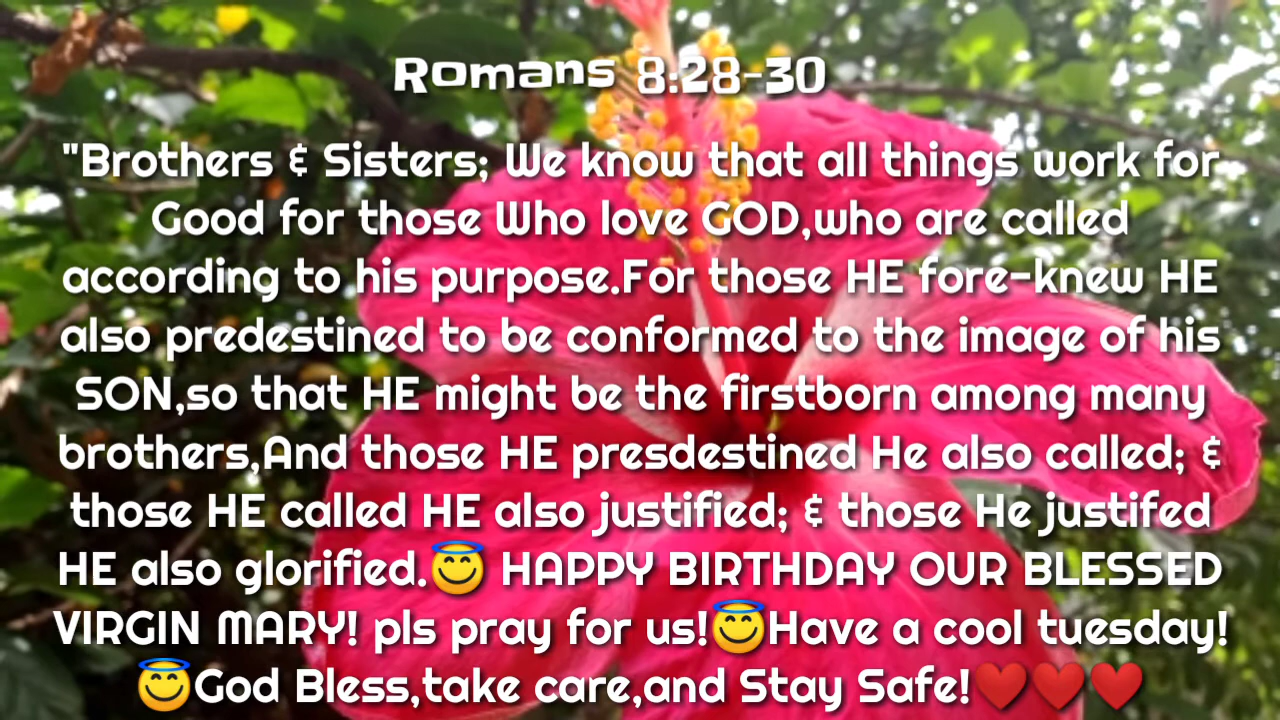 Romans 8:28-30
"Brothers & Sisters; We know that all things work for
Good for those Who love GOD,who are called
according to his purpose.For those HE fore-knew HE
also predestined to be conformed to the image of his
SON,so that HE might be the firstborn among many
brothers,And those HE presdestined He also called; &
those HE called HE also justified; & those He justifed
HE also glorified.😇 HAPPY BIRTHDAY OUR BLESSED
VIRGIN MARY! pls pray for us!😇Have a cool tuesday!
😇God Bless,take care,and Stay Safe!❤️❤️❤️